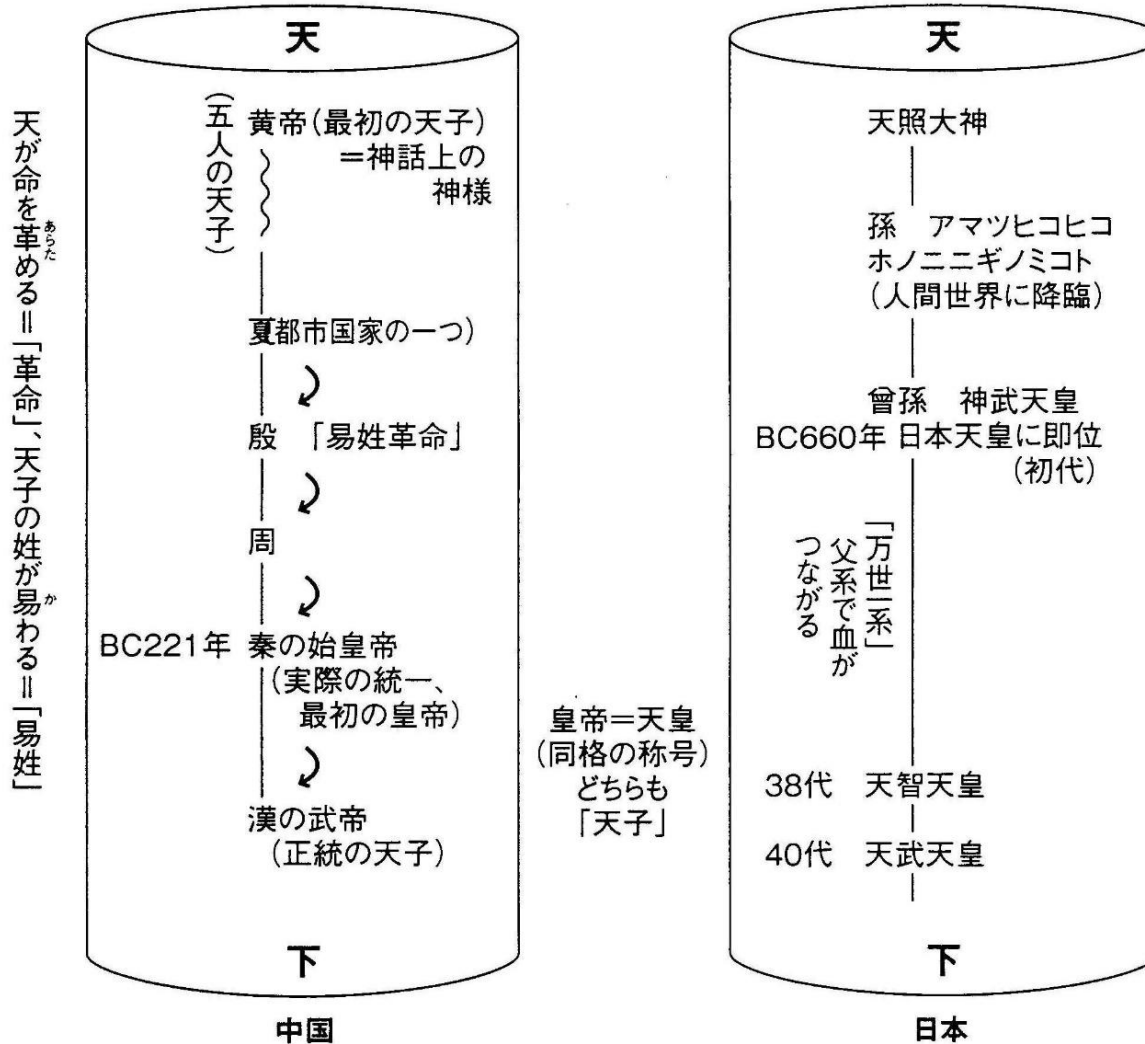 天が命を革める＝「革命」、天子の姓が易わる＝「易姓」
あらた
か
天
(五人の天子)
黄帝(最初の天子)
＝神話上の
神様
夏都市国家の一つ)
殷 「易姓革命」
周
BC221年 秦の始皇帝
(実際の統一、
最初の皇帝)
漢の武帝
(正統の天子)
下
中国
皇帝＝天皇
(同格の称号)
どちらも
「天子」
天
天照大神
孫 アマツヒコヒコ
ホノニニギノミコト
(人間世界に降臨)
曾孫 神武天皇
BC660年 日本天皇に即位
(初代)
「万世一系」
父系で血が
つながる
38代 天智天皇
40代 天武天皇
下
日本